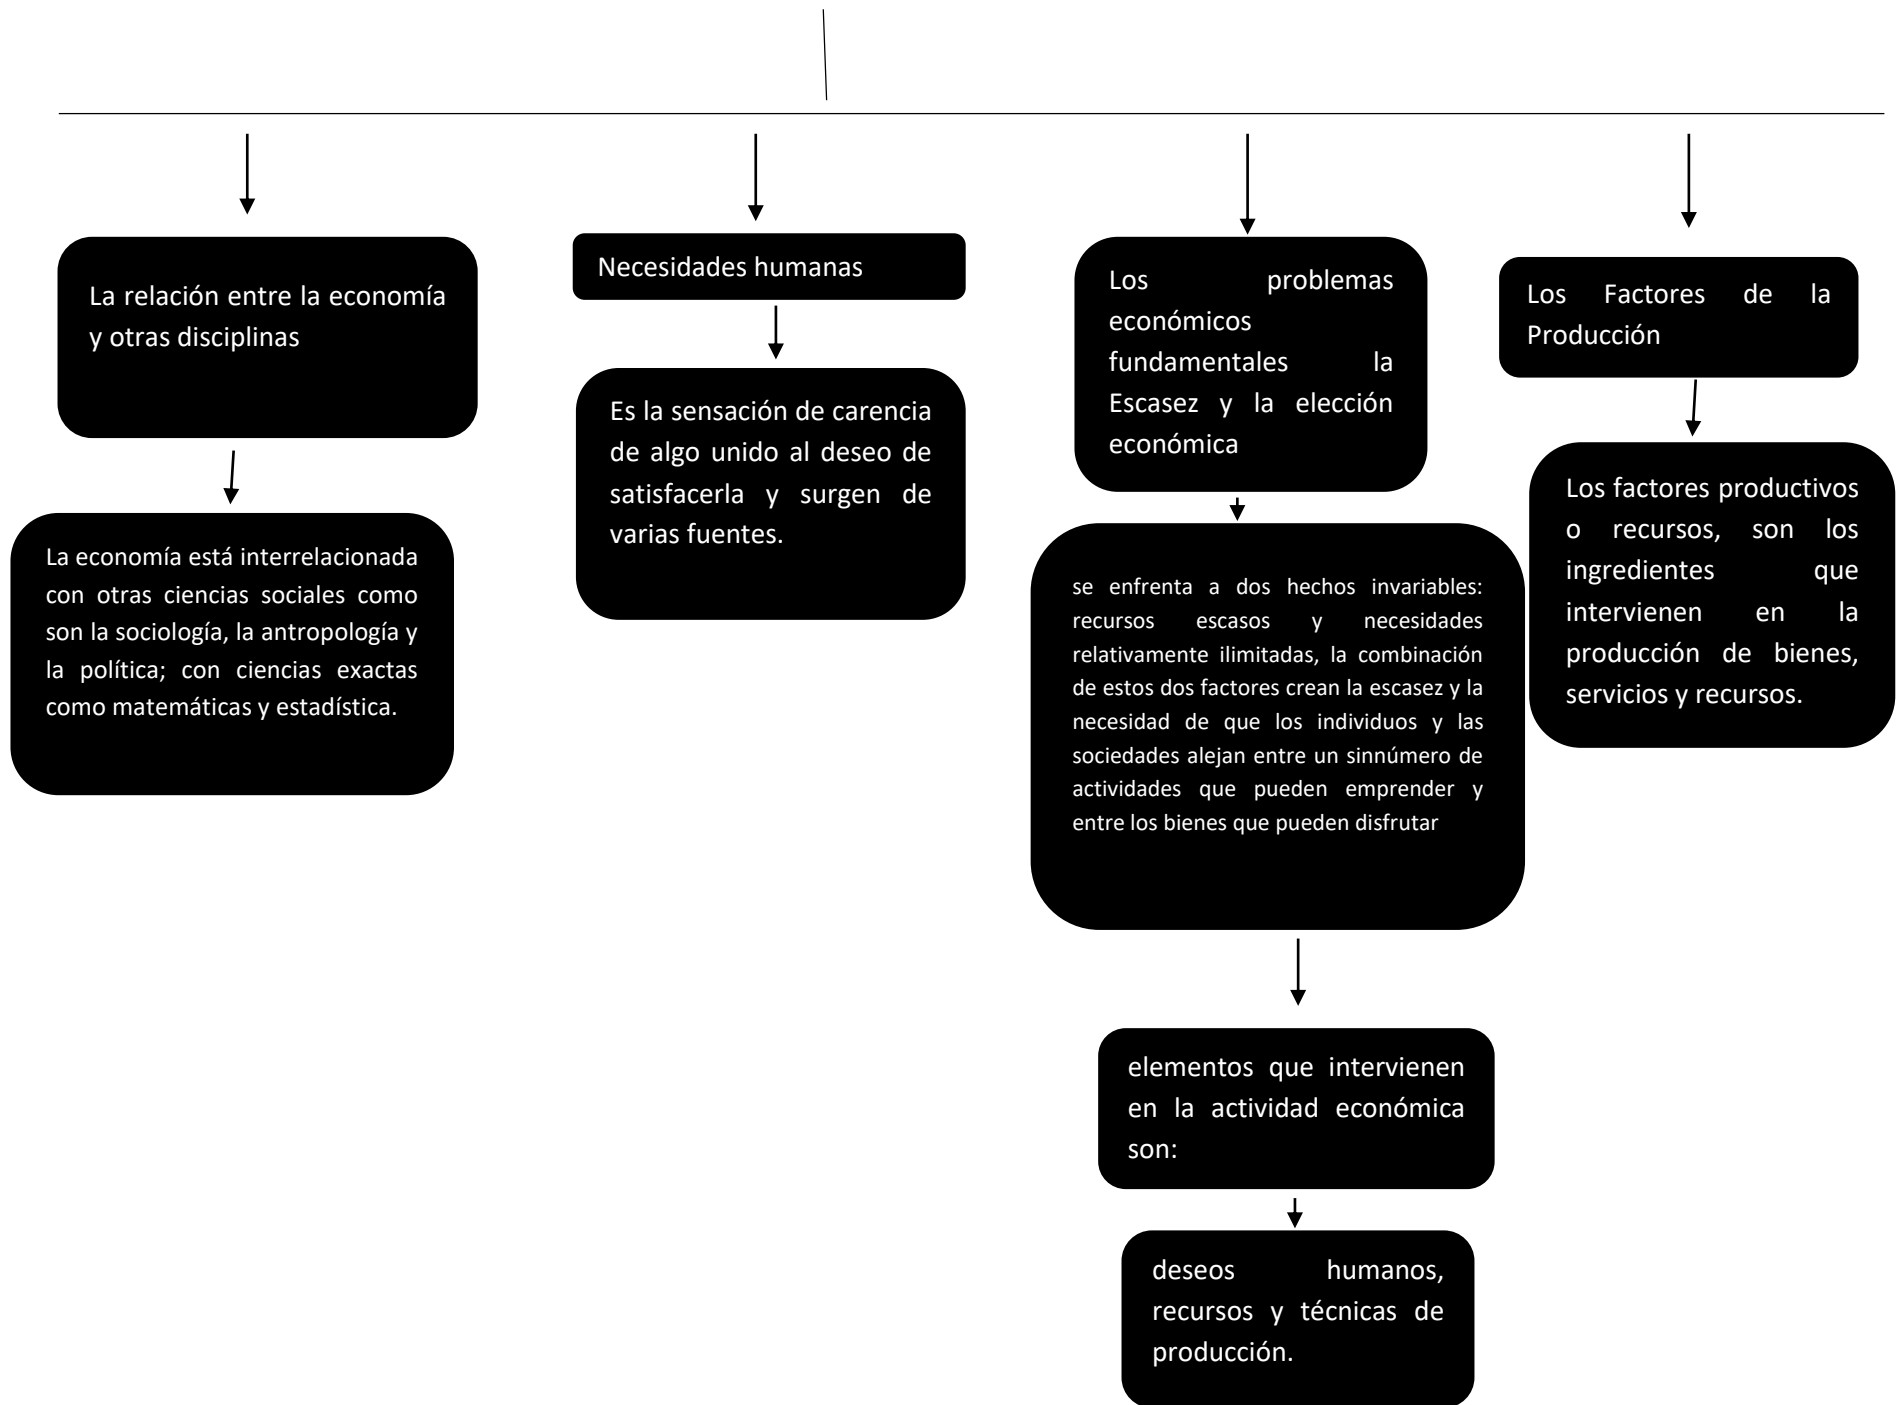 La relación entre la economía
y otras disciplinas
La economía está interrelacionada
con otras ciencias sociales como
son la sociología, la antropología y
la política; con ciencias exactas
como matemáticas y estadística.
Necesidades humanas
Es la sensación de carencia
de algo unido al deseo de
satisfacerla y surgen de
varias fuentes.
Los problemas
económicos
fundamentales la
Escasez y la elección
económica
se enfrenta a dos hechos invariables:
recursos escasos y necesidades
relativamente ilimitadas, la combinación
de estos dos factores crean la escasez y la
necesidad de que los individuos y las
sociedades alejan entre un sinnúmero de
actividades que pueden emprender y
entre los bienes que pueden disfrutar
elementos que intervienen
en la actividad económica
son:
deseos humanos,
recursos y técnicas de
producción.
Los Factores de la
Producción
Los factores productivos
o recursos, son los
ingredientes que
intervienen en la
producción de bienes,
servicios y recursos.